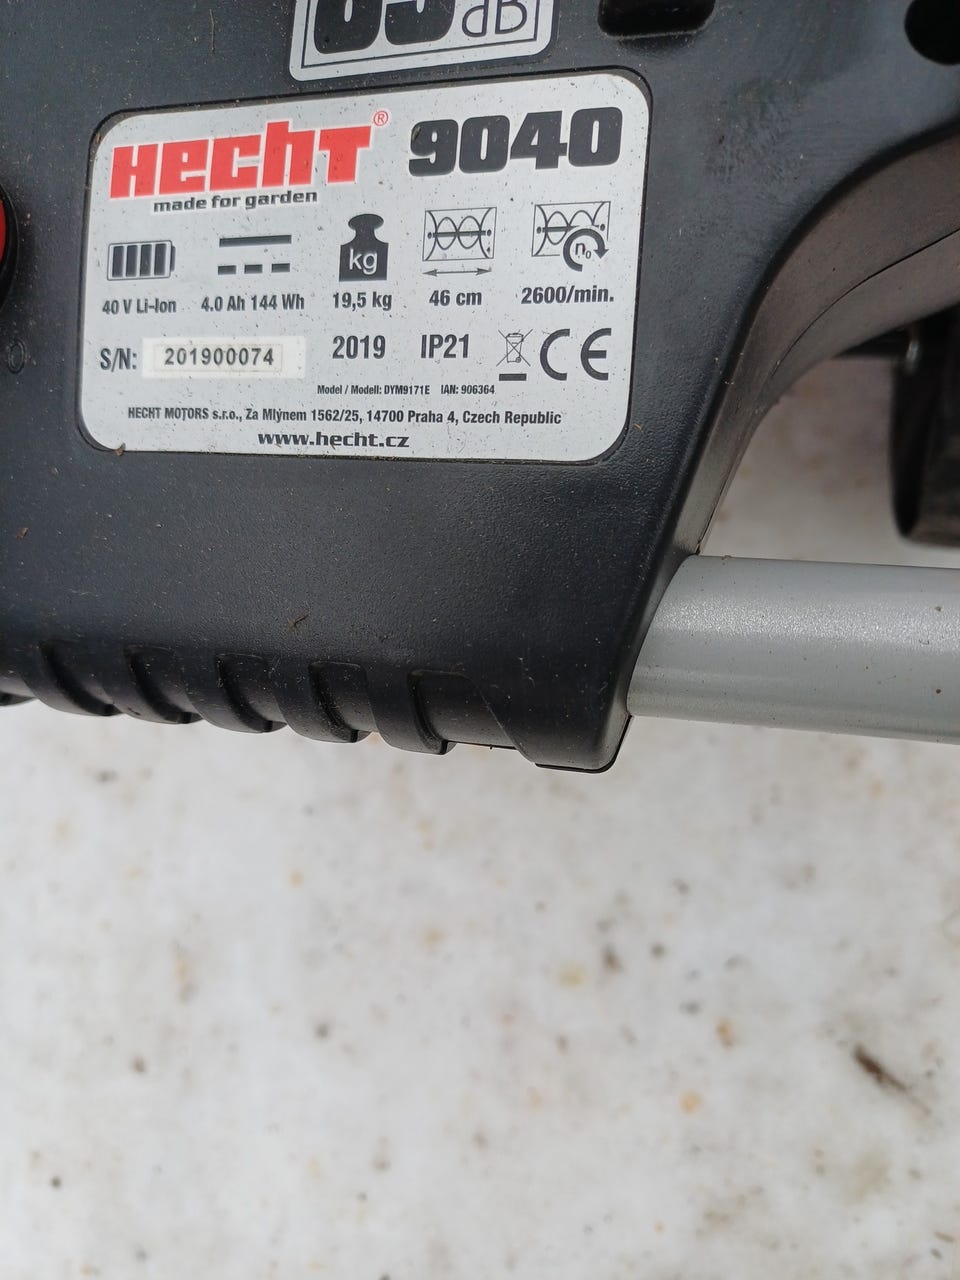 dB
HECHT® 9040
made for garden
kg
n₀
40 V Li-Ion 4.0 Ah 144 Wh 19,5 kg 46 cm 2600/min.
S/N: 201900074 2019 IP21 CE
Model / Modell: DYM9171E IAN: 906364
HECHT MOTORS s.r.o., Za Mlýnem 1562/25, 14700 Praha 4, Czech Republic
www.hecht.cz